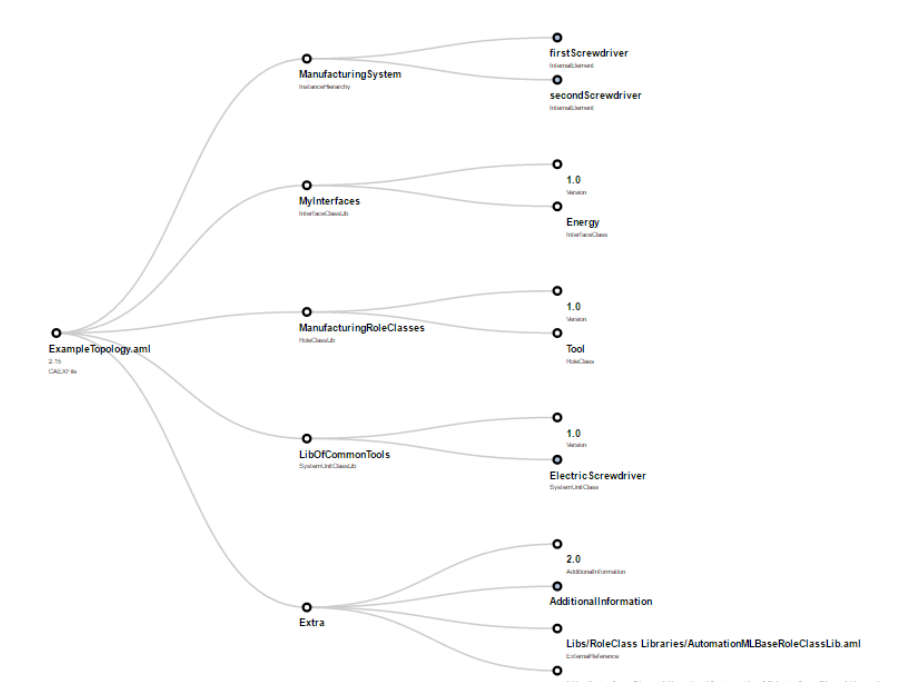 firstScrewdriver
InternalElement
ManufacturingSystem
InstanceHierarchy
secondScrewdriver
InternalElement
1.0
Version
MyInterfaces
InterfaceClassLib
Energy
InterfaceClass
1.0
Version
ManufacturingRoleClasses
RoleClassLib
ExampleTopology.aml
2.15
CAEXFile
Tool
RoleClass
1.0
Version
LibOfCommonTools
SystemUnitClassLib
ElectricScrewdriver
SystemUnitClass
2.0
AdditionalInformation
AdditionalInformation
Extra
Libs/RoleClass Libraries/AutomationMLBaseRoleClassLib.aml
ExternalReference